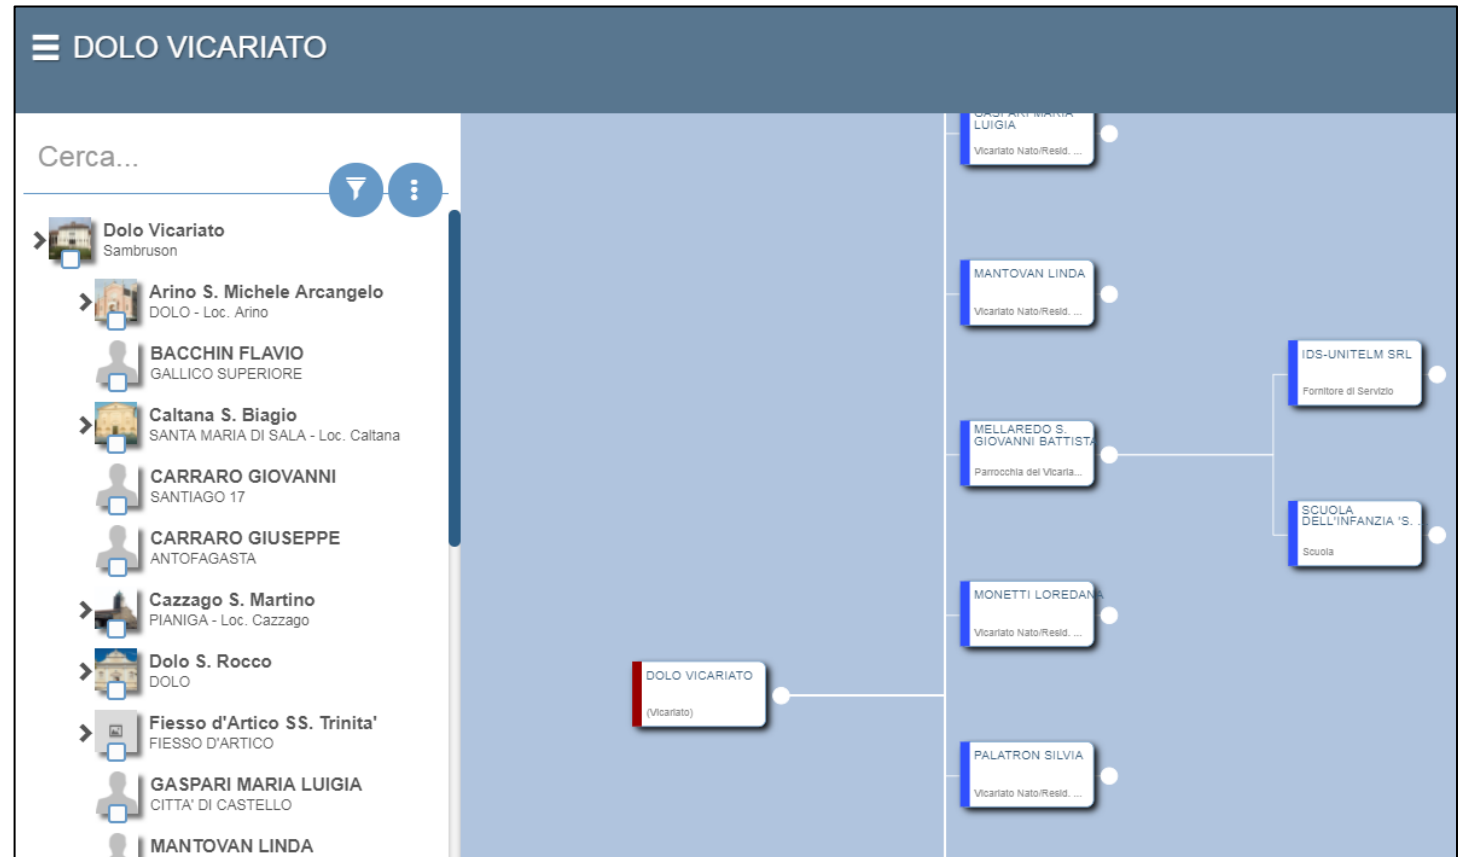 DOLO VICARIATO
Cerca...
Dolo Vicariato
Sambruson
Arino S. Michele Arcangelo
DOLO - Loc. Arino
BACCHIN FLAVIO
GALLICO SUPERIORE
Caltana S. Biagio
SANTA MARIA DI SALA - Loc. Caltana
CARRARO GIOVANNI
SANTIAGO 17
CARRARO GIUSEPPE
ANTOFAGASTA
Cazzago S. Martino
PIANIGA - Loc. Cazzago
Dolo S. Rocco
DOLO
Fiesso d'Artico SS. Trinita'
FIESSO D'ARTICO
GASPARI MARIA LUIGIA
CITTA' DI CASTELLO
MANTOVAN LINDA
DOLO VICARIATO
(Vicariato)
GASPARI MARIA
LUIGIA
Vicariato Nato/Resid. ...
MANTOVAN LINDA
Vicariato Nato/Resid. ...
MELLAREDO S.
GIOVANNI BATTISTA
Parrocchia del Vicaria...
MONETTI LOREDANA
Vicariato Nato/Resid. ...
PALATRON SILVIA
Vicariato Nato/Resid. ...
IDS-UNITELM SRL
Fornitore di Servizio
SCUOLA
DELL'INFANZIA 'S. ...
Scuola